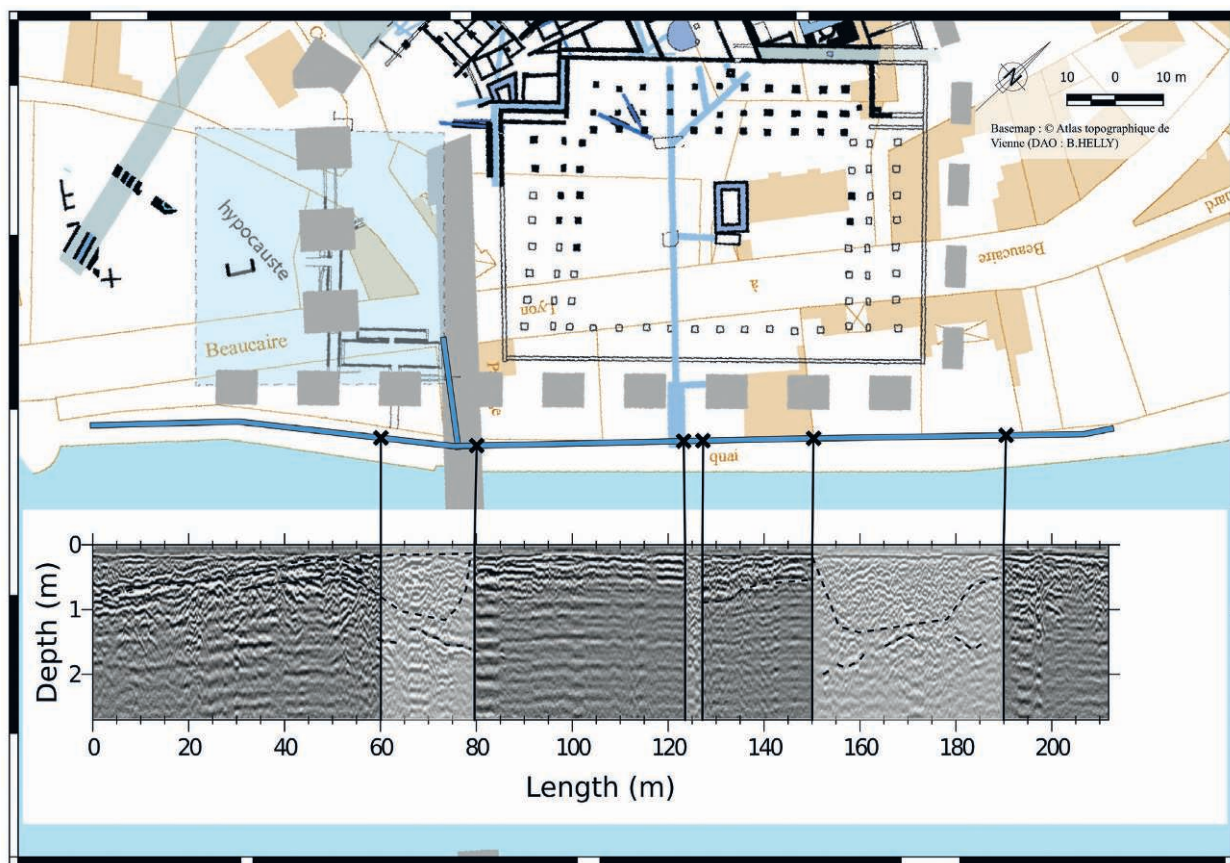 N
10 0 10 m
Basemap : © Atlas topographique de
Vienne (DAO : B.HELLY)
hypocauste
Beaucaire
Lyon
à
Beaucaire
quai
0
1
2
Depth (m)
0 20 40 60 80 100 120 140 160 180 200
Length (m)